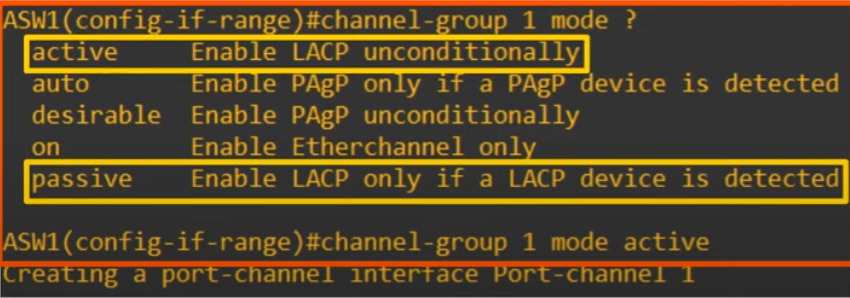 ASW1(config-if-range)#channel-group 1 mode ?
active Enable LACP unconditionally
auto Enable PAgP only if a PAgP device is detected
desirable Enable PAgP unconditionally
on Enable Etherchannel only
passive Enable LACP only if a LACP device is detected
ASW1(config-if-range)#channel-group 1 mode active
Creating a port-channel interface Port-channel 1